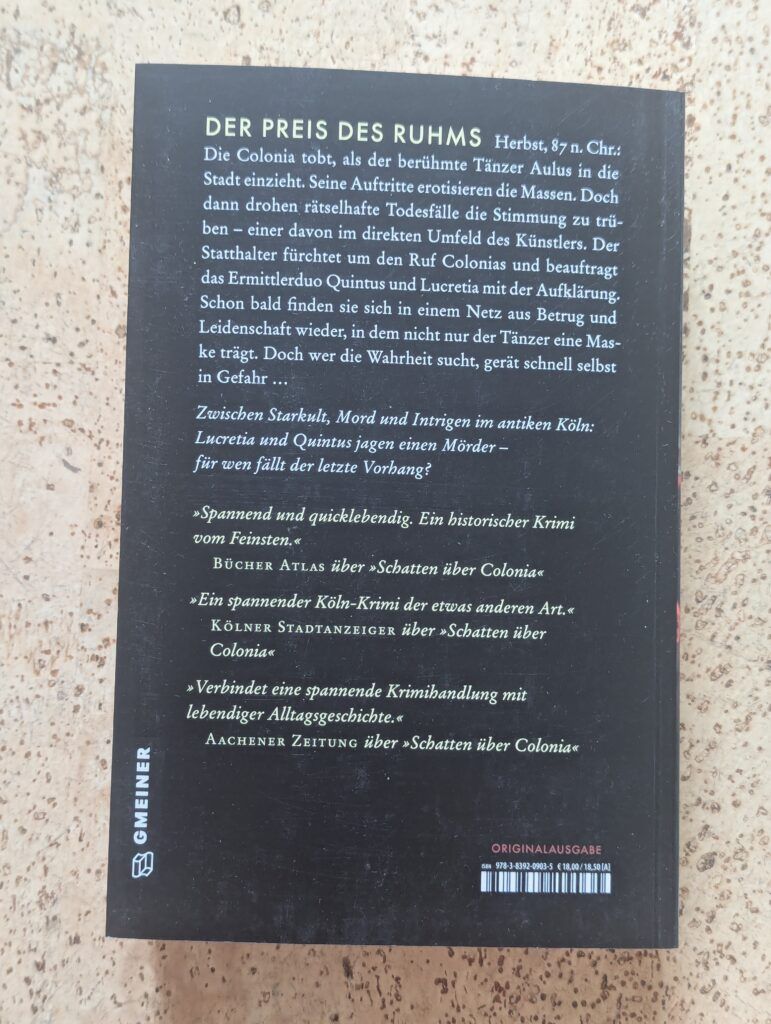 DER PREIS DES RUHMS Herbst, 87 n. Chr.:
Die Colonia tobt, als der berühmte Tänzer Aulus in die
Stadt einzieht. Seine Auftritte erotisieren die Massen. Doch
dann drohen rätselhafte Todesfälle die Stimmung zu trü-
ben – einer davon im direkten Umfeld des Künstlers. Der
Statthalter fürchtet um den Ruf Colonias und beauftragt
das Ermittlerduo Quintus und Lucretia mit der Aufklärung.
Schon bald finden sie sich in einem Netz aus Betrug und
Leidenschaft wieder, in dem nicht nur der Tänzer eine Mas-
ke trägt. Doch wer die Wahrheit sucht, gerät schnell selbst
in Gefahr …
Zwischen Starkult, Mord und Intrigen im antiken Köln:
Lucretia und Quintus jagen einen Mörder –
für wen fällt der letzte Vorhang?
»Spannend und quicklebendig. Ein historischer Krimi
vom Feinsten.«
BÜCHER ATLAS über »Schatten über Colonia«
»Ein spannender Köln-Krimi der etwas anderen Art.«
KÖLNER STADTANZEIGER über »Schatten über
Colonia«
»Verbindet eine spannende Krimihandlung mit
lebendiger Alltagsgeschichte.«
AACHENER ZEITUNG über »Schatten über Colonia«
GMEINER
ORIGINALAUSGABE
ISBN 978-3-8392-0903-5 € 18,00 / 18,50 [A]